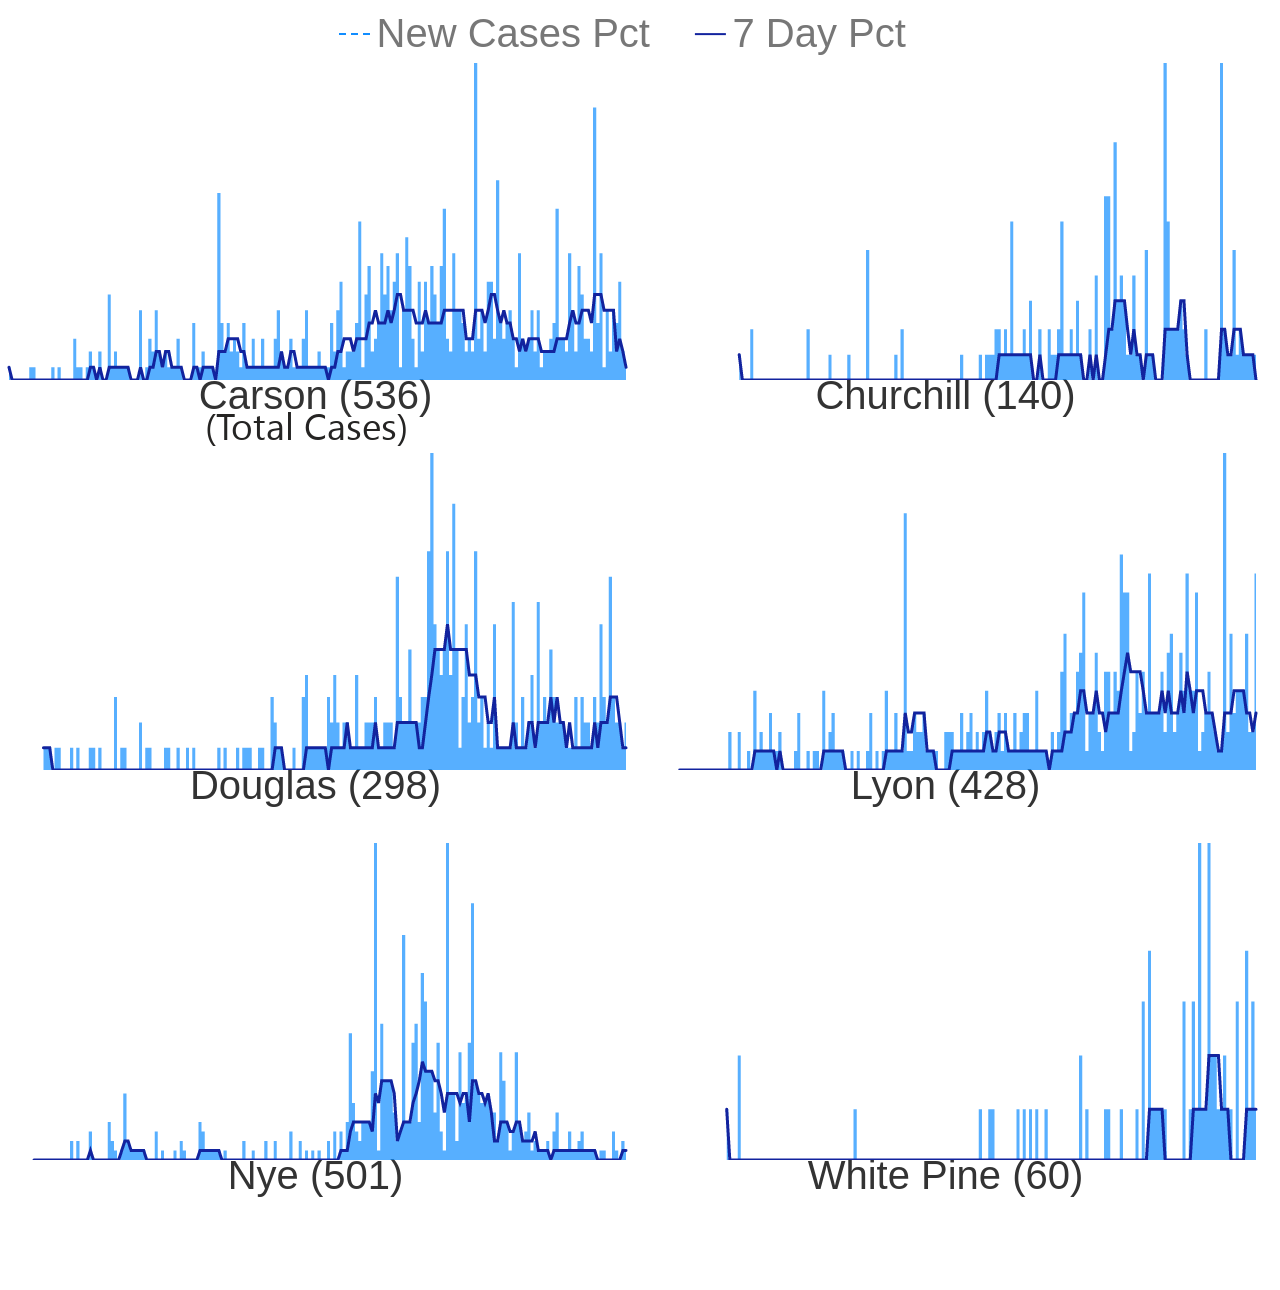 New Cases Pct 7 Day Pct
Carson (536) Churchill (140)
(Total Cases)
Douglas (298) Lyon (428)
Nye (501) White Pine (60)